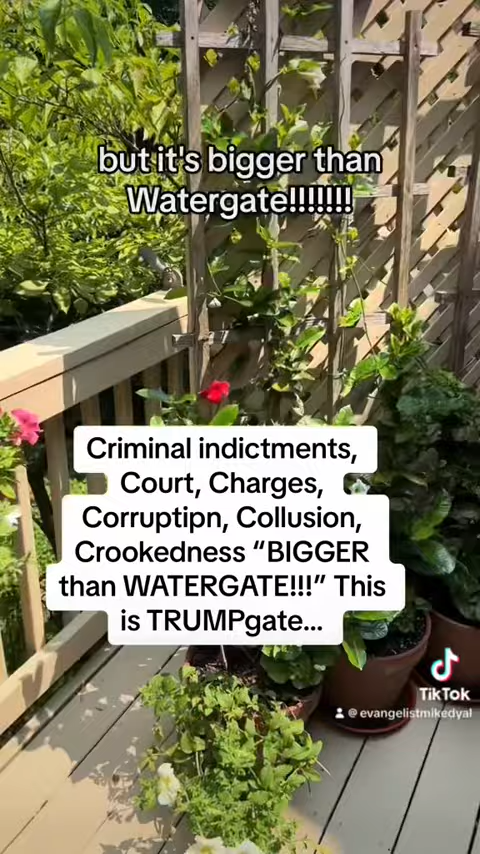 but it's bigger than
Watergate!!!!!!!
Criminal indictments,
Court, Charges,
Corruptipn, Collusion,
Crookedness “BIGGER
than WATERGATE!!!” This
is TRUMPgate...
TikTok
@evangelistmikedyal